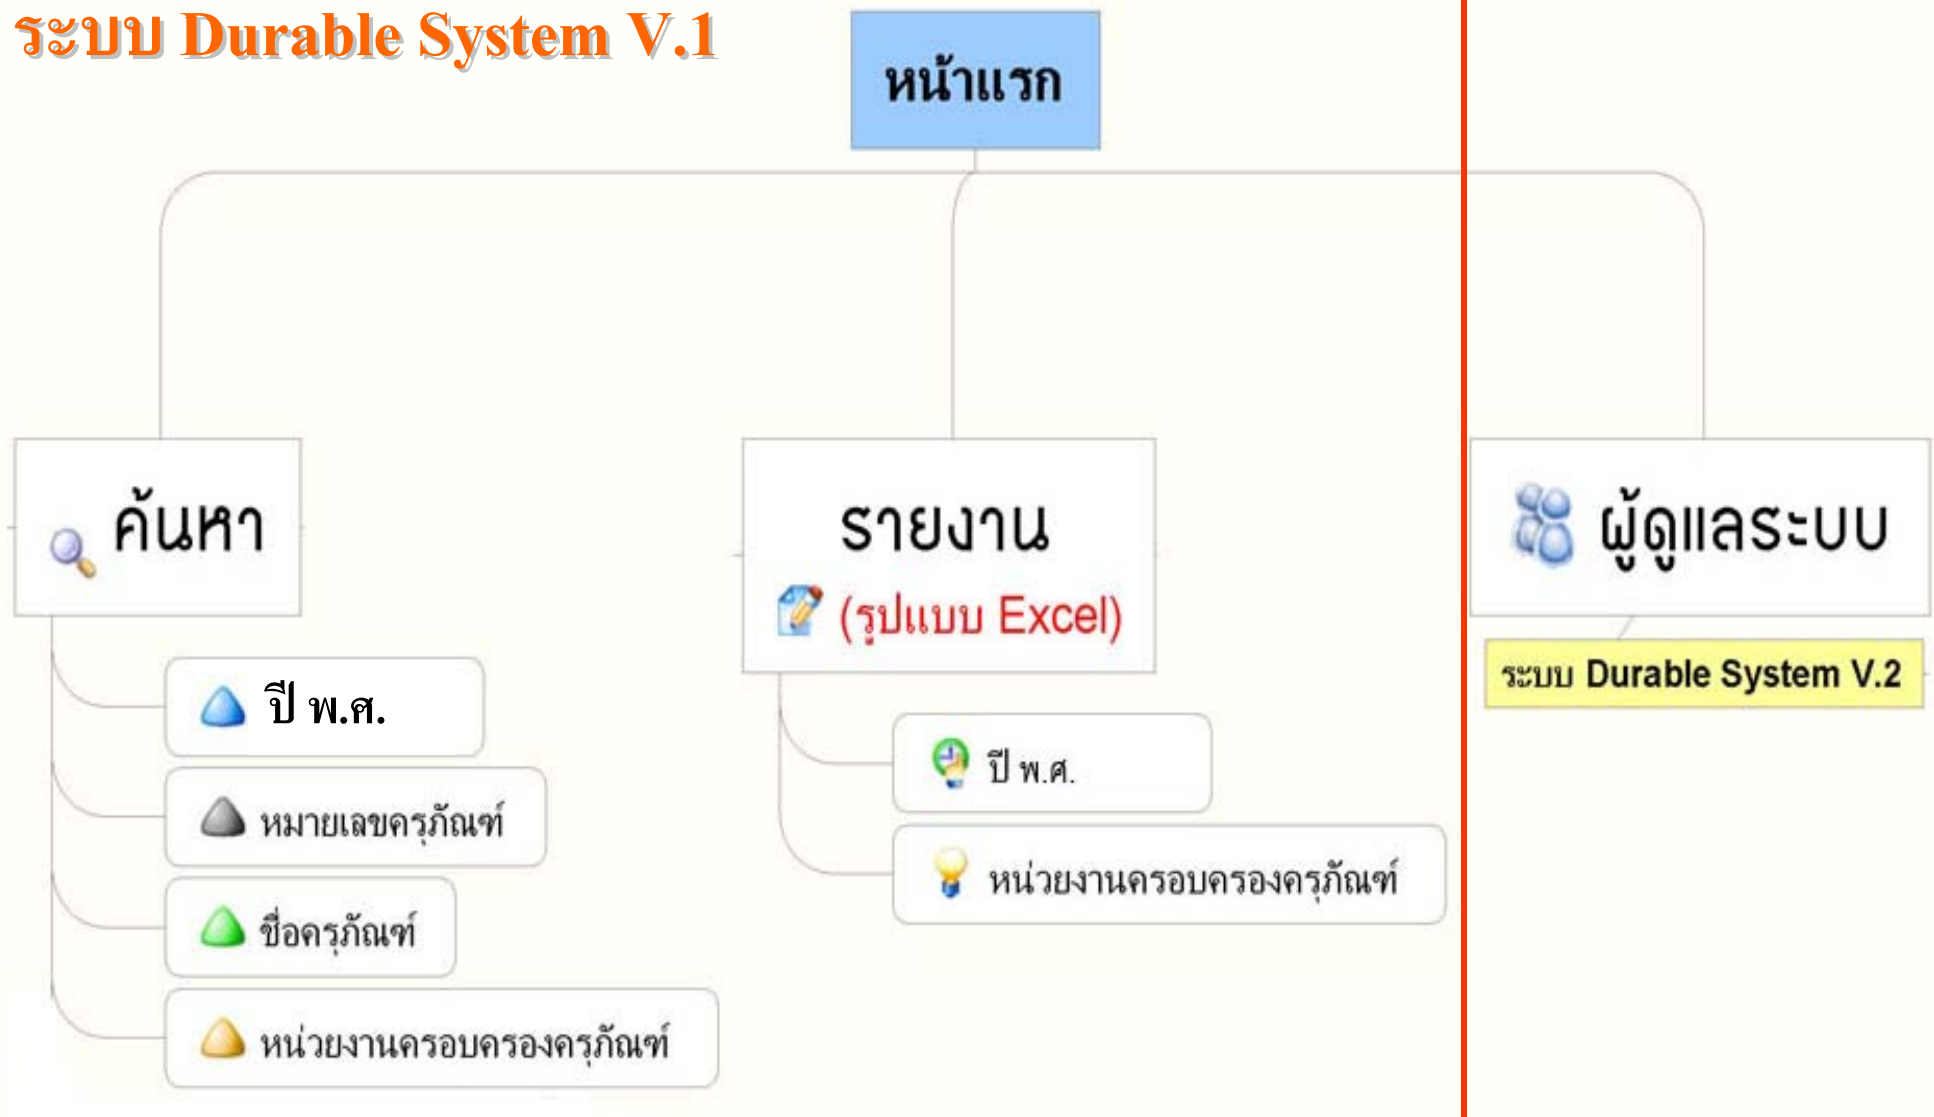 ระบบ Durable System V.1
หน้าแรก
ค้นหา
ปี พ.ศ.
หมายเลขครุภัณฑ์
ชื่อครุภัณฑ์
หน่วยงานครอบครองครุภัณฑ์
รายงาน
(รูปแบบ Excel)
ปี พ.ศ.
หน่วยงานครอบครองครุภัณฑ์
ผู้ดูแลระบบ
ระบบ Durable System V.2